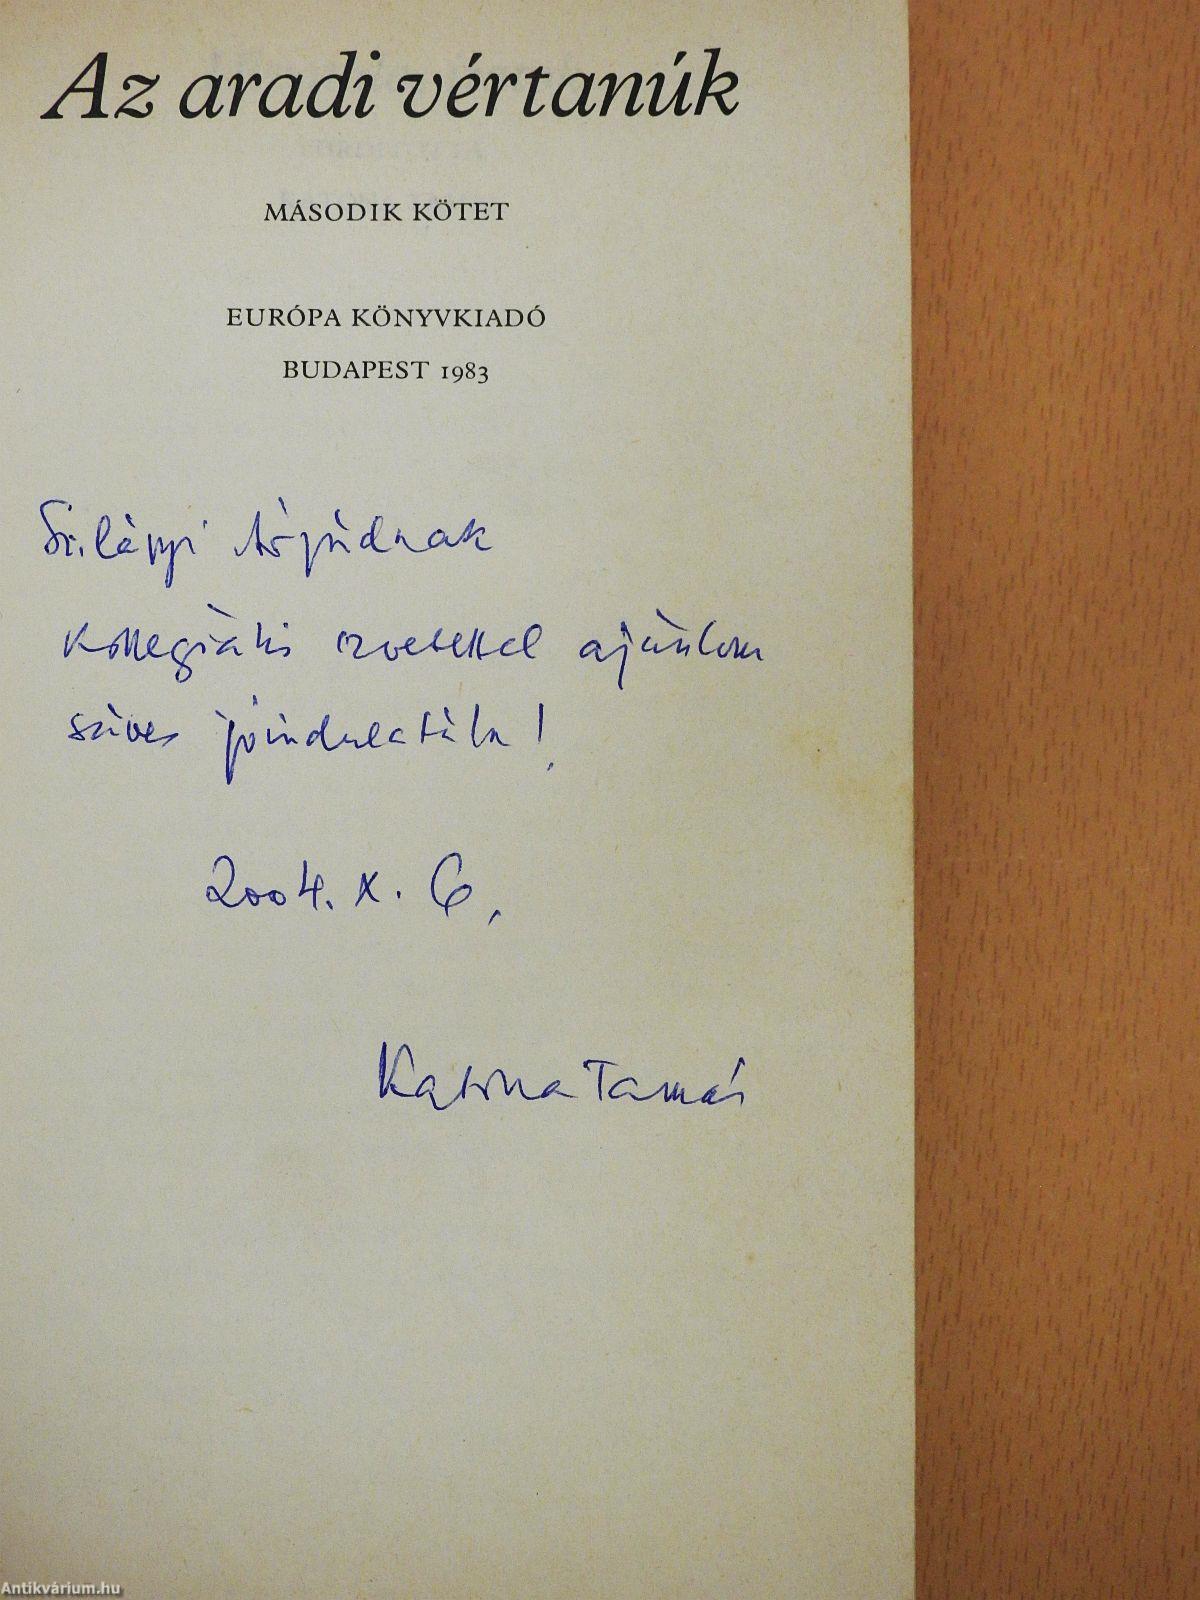 Az aradi vértanúk
MÁSODIK KÖTET
EURÓPA KÖNYVKIADÓ
BUDAPEST 1983
Szilágyi Árpádnak
kollegiális szeretettel ajánlom
szíves jóindulatába!
2004. X. 6.
Katona Tamás
Antikvárium.hu